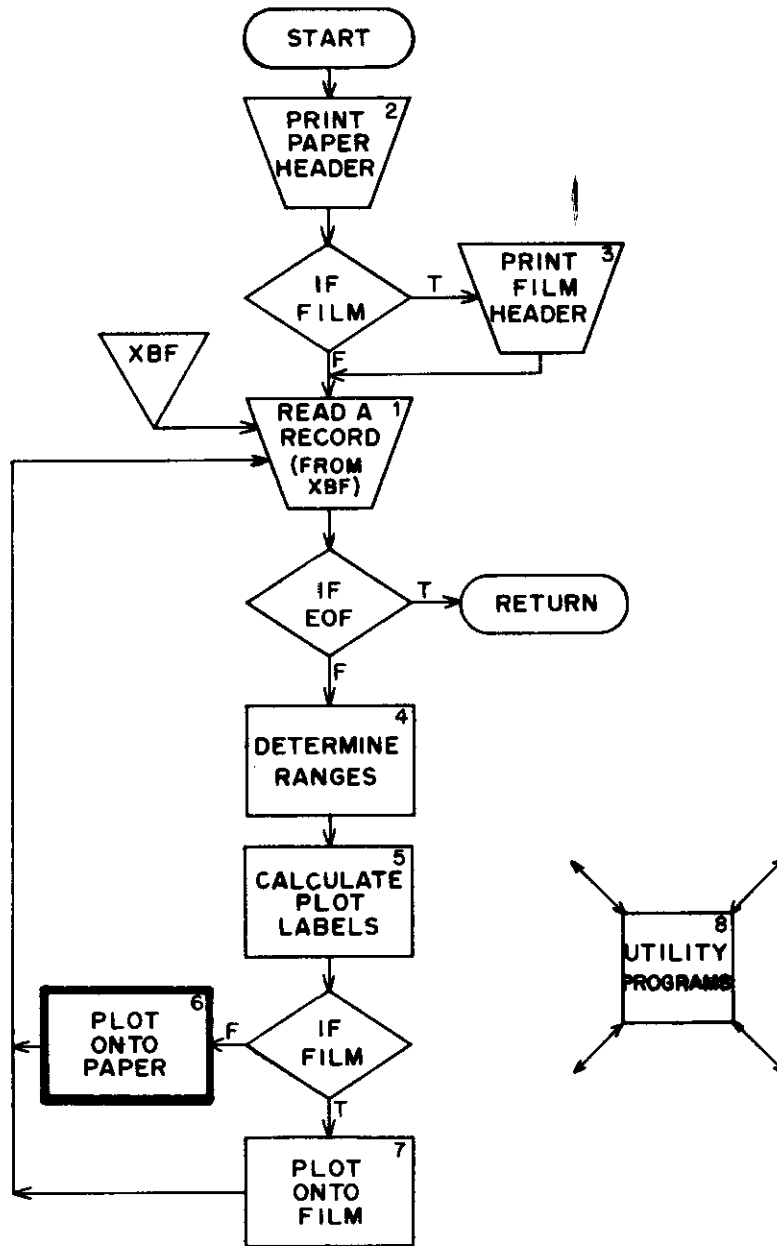 START
2
PRINT
PAPER
HEADER
3
PRINT
FILM
HEADER
IF
FILM
T
F
XBF
1
READ A
RECORD
(FROM
XBF)
IF
EOF
T
RETURN
F
4
DETERMINE
RANGES
5
CALCULATE
PLOT
LABELS
8
UTILITY
PROGRAMS
6
PLOT
ONTO
PAPER
F
IF
FILM
T
7
PLOT
ONTO
FILM